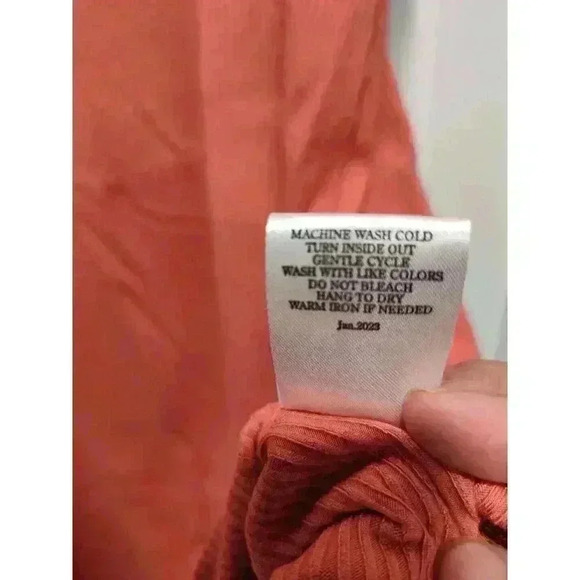 MACHINE WASH COLD
TURN INSIDE OUT
GENTLE CYCLE
WASH WITH LIKE COLORS
DO NOT BLEACH
HANG TO DRY
WARM IRON IF NEEDED
Jan.2023